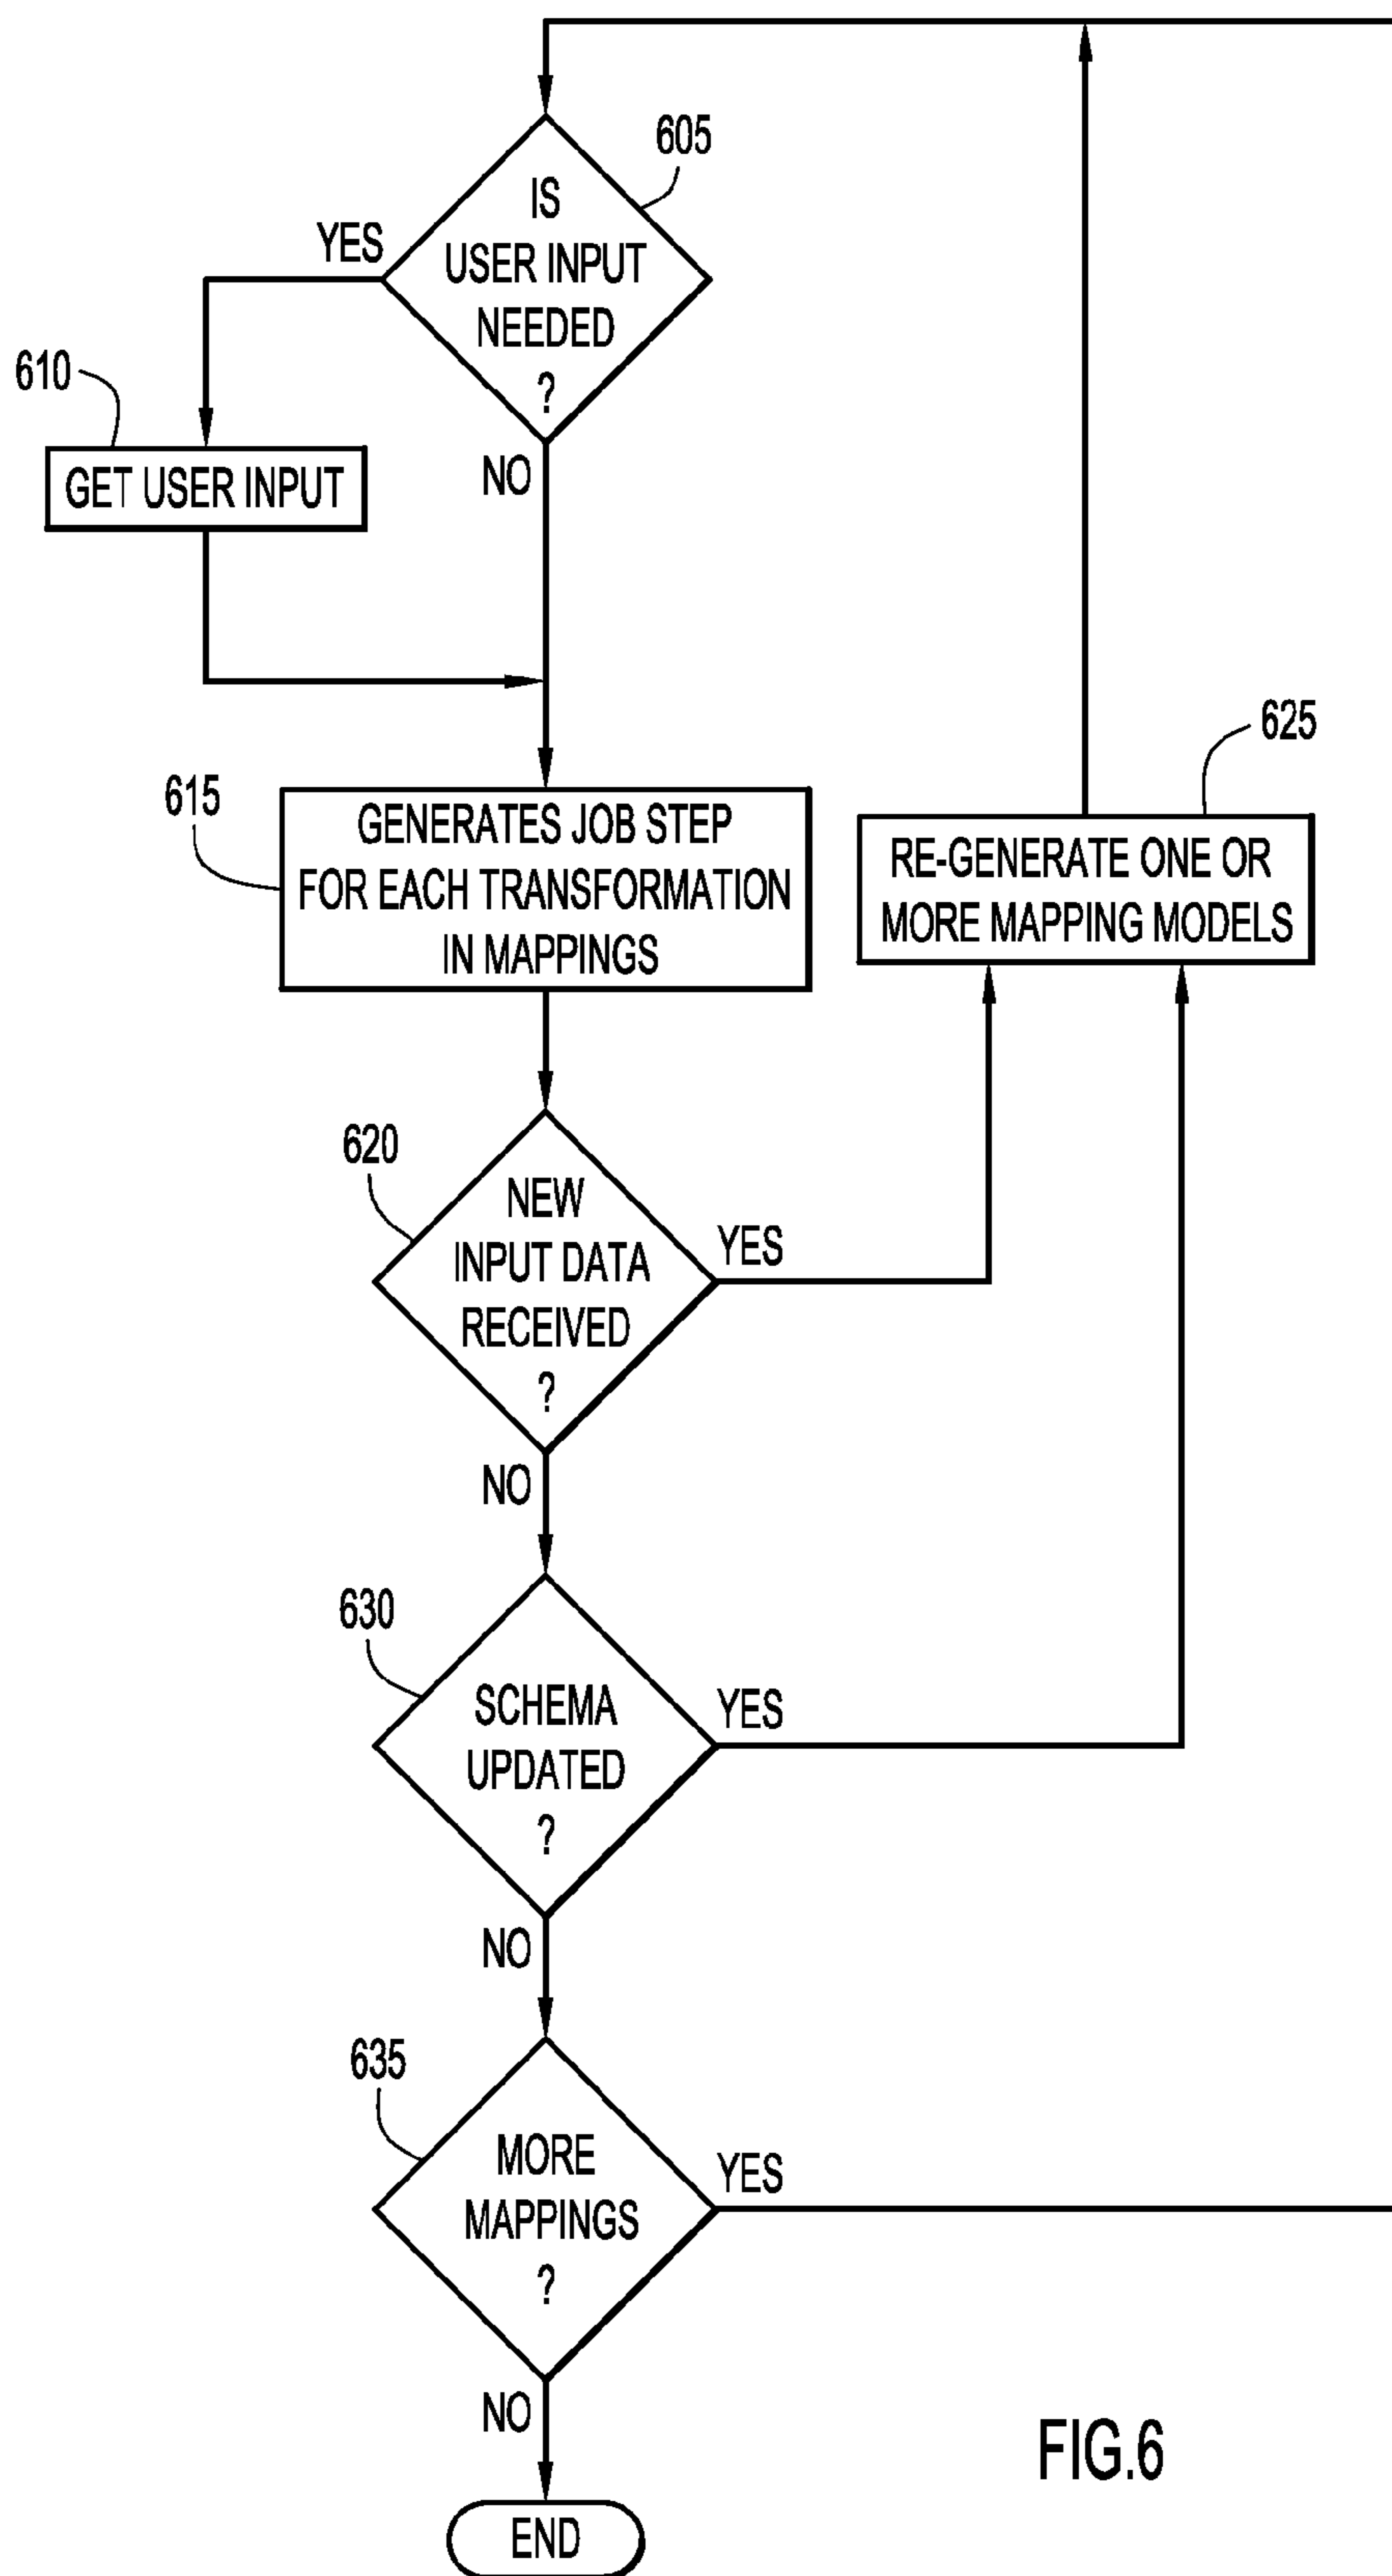 605
IS
USER INPUT
NEEDED
?
YES
NO
610
GET USER INPUT
615
GENERATES JOB STEP
FOR EACH TRANSFORMATION
IN MAPPINGS
625
RE-GENERATE ONE OR
MORE MAPPING MODELS
620
NEW
INPUT DATA
RECEIVED
?
YES
NO
630
SCHEMA
UPDATED
?
YES
NO
635
MORE
MAPPINGS
?
YES
NO
END
FIG.6